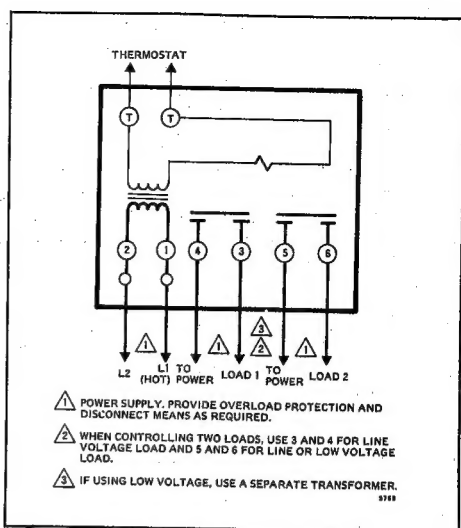 THERMOSTAT
T T
2 1 4 3 5 6
1 1 3 2 1
L2 L1 (HOT) TO POWER LOAD 1 TO POWER LOAD 2
1 POWER SUPPLY. PROVIDE OVERLOAD PROTECTION AND
DISCONNECT MEANS AS REQUIRED.
2 WHEN CONTROLLING TWO LOADS, USE 3 AND 4 FOR LINE
VOLTAGE LOAD AND 5 AND 6 FOR LINE OR LOW VOLTAGE
LOAD.
3 IF USING LOW VOLTAGE, USE A SEPARATE TRANSFORMER.